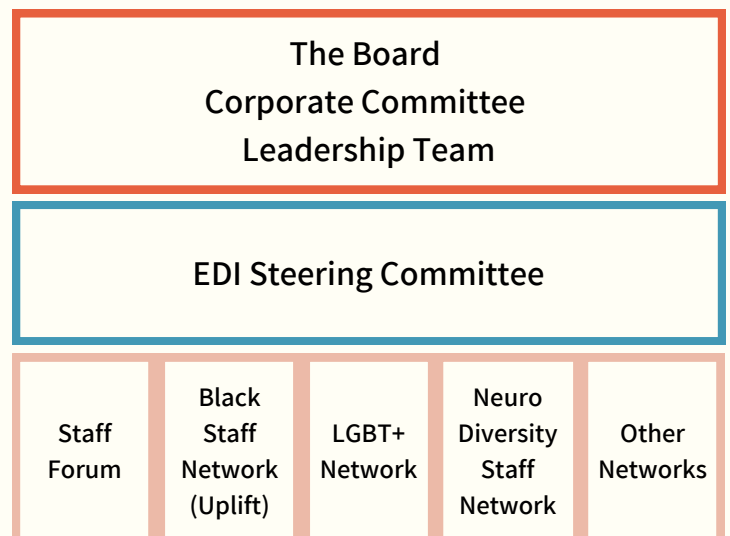 The Board
Corporate Committee
Leadership Team
EDI Steering Committee
Staff
Forum
Black
Staff
Network
(Uplift)
LGBT+
Network
Neuro
Diversity
Staff
Network
Other
Networks